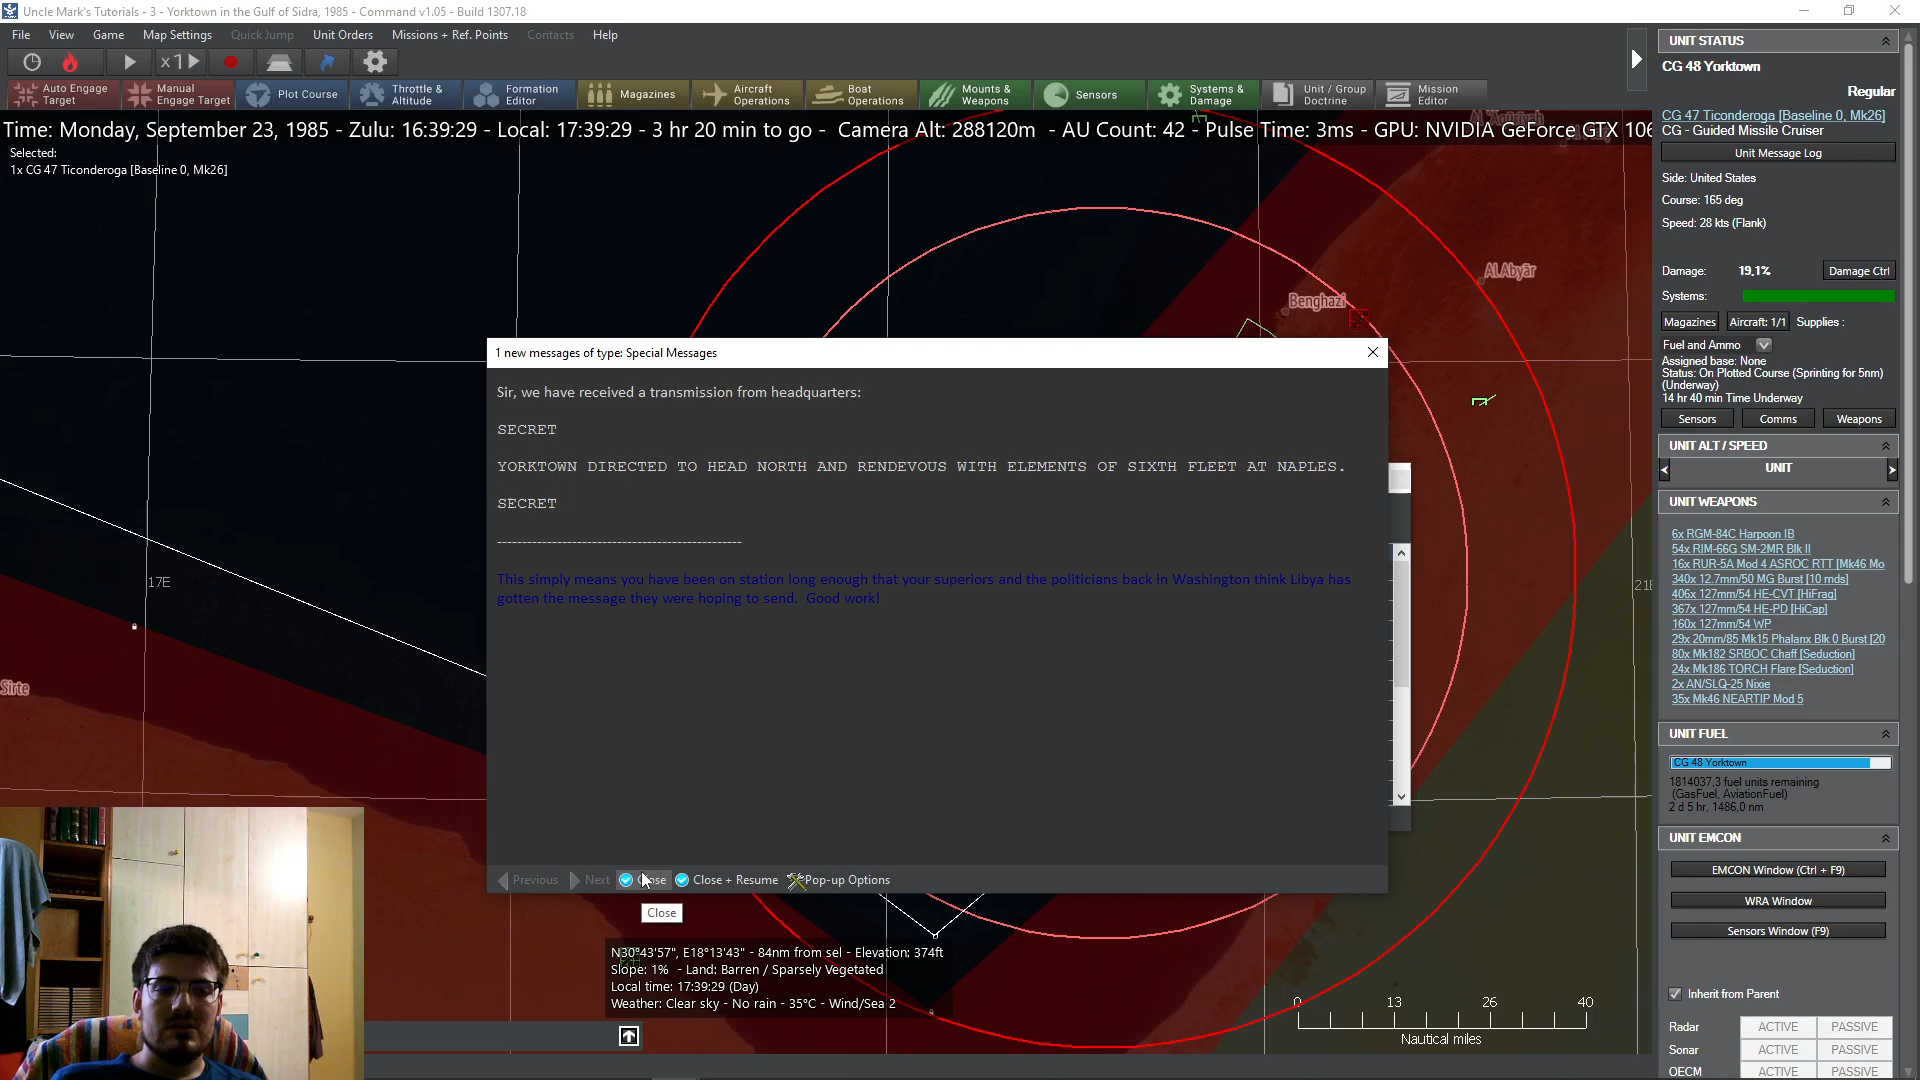 Uncle Mark's Tutorials - 3 - Yorktown in the Gulf of Sidra, 1985 - Command v1.05 - Build 1307.18
File View Game Map Settings Quick Jump Unit Orders Missions + Ref. Points Contacts Help
x 1
Auto Engage Target
Manual Engage Target
Plot Course
Throttle & Altitude
Formation Editor
Magazines
Aircraft Operations
Boat Operations
Mounts & Weapons
Sensors
Systems & Damage
Unit / Group Doctrine
Mission Editor
Time: Monday, September 23, 1985 - Zulu: 16:39:29 - Local: 17:39:29 - 3 hr 20 min to go - Camera Alt: 288120m - AU Count: 42 - Pulse Time: 3ms - GPU: NVIDIA GeForce GTX 106
Selected:
1x CG 47 Ticonderoga [Baseline 0, Mk26]
Al Abyār
Benghazi
17E
21E
Sirte
1 new messages of type: Special Messages
Sir, we have received a transmission from headquarters:
SECRET
YORKTOWN DIRECTED TO HEAD NORTH AND RENDEVOUS WITH ELEMENTS OF SIXTH FLEET AT NAPLES.
SECRET
--------------------------------------------------
This simply means you have been on station long enough that your superiors and the politicians back in Washington think Libya has
gotten the message they were hoping to send.  Good work!
Previous Next Close Close + Resume Pop-up Options
Close
N30°43'57", E18°13'43" - 84nm from sel - Elevation: 374ft
Slope: 1%  - Land: Barren / Sparsely Vegetated
Local time: 17:39:29 (Day)
Weather: Clear sky - No rain - 35°C - Wind/Sea 2
0 13 26 40
Nautical miles
UNIT STATUS
CG 48 Yorktown
Regular
CG 47 Ticonderoga [Baseline 0, Mk26]
CG - Guided Missile Cruiser
Unit Message Log
Side: United States
Course: 165 deg
Speed: 28 kts (Flank)
Damage: 19,1% Damage Ctrl
Systems:
Magazines Aircraft: 1/1 Supplies :
Fuel and Ammo
Assigned base: None
Status: On Plotted Course (Sprinting for 5nm)
(Underway)
14 hr 40 min Time Underway
Sensors Comms Weapons
UNIT ALT / SPEED
UNIT
UNIT WEAPONS
6x RGM-84C Harpoon IB
54x RIM-66G SM-2MR Blk II
16x RUR-5A Mod 4 ASROC RTT [Mk46 Mo
340x 12.7mm/50 MG Burst [10 rnds]
406x 127mm/54 HE-CVT [HiFrag]
367x 127mm/54 HE-PD [HiCap]
160x 127mm/54 WP
29x 20mm/85 Mk15 Phalanx Blk 0 Burst [20
80x Mk182 SRBOC Chaff [Seduction]
24x Mk186 TORCH Flare [Seduction]
2x AN/SLQ-25 Nixie
35x Mk46 NEARTIP Mod 5
UNIT FUEL
CG 48 Yorktown
1814037,3 fuel units remaining
(GasFuel, AviationFuel)
2 d 5 hr, 1486,0 nm
UNIT EMCON
EMCON Window (Ctrl + F9)
WRA Window
Sensors Window (F9)
Inherit from Parent
Radar ACTIVE PASSIVE
Sonar ACTIVE PASSIVE
OECM ACTIVE PASSIVE